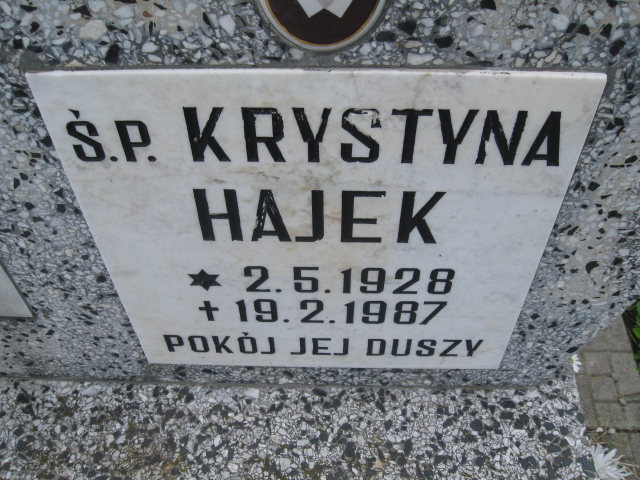 Ś.P. KRYSTYNA
HAJEK
✶ 2.5.1928
✝ 19.2.1987
POKÓJ JEJ DUSZY